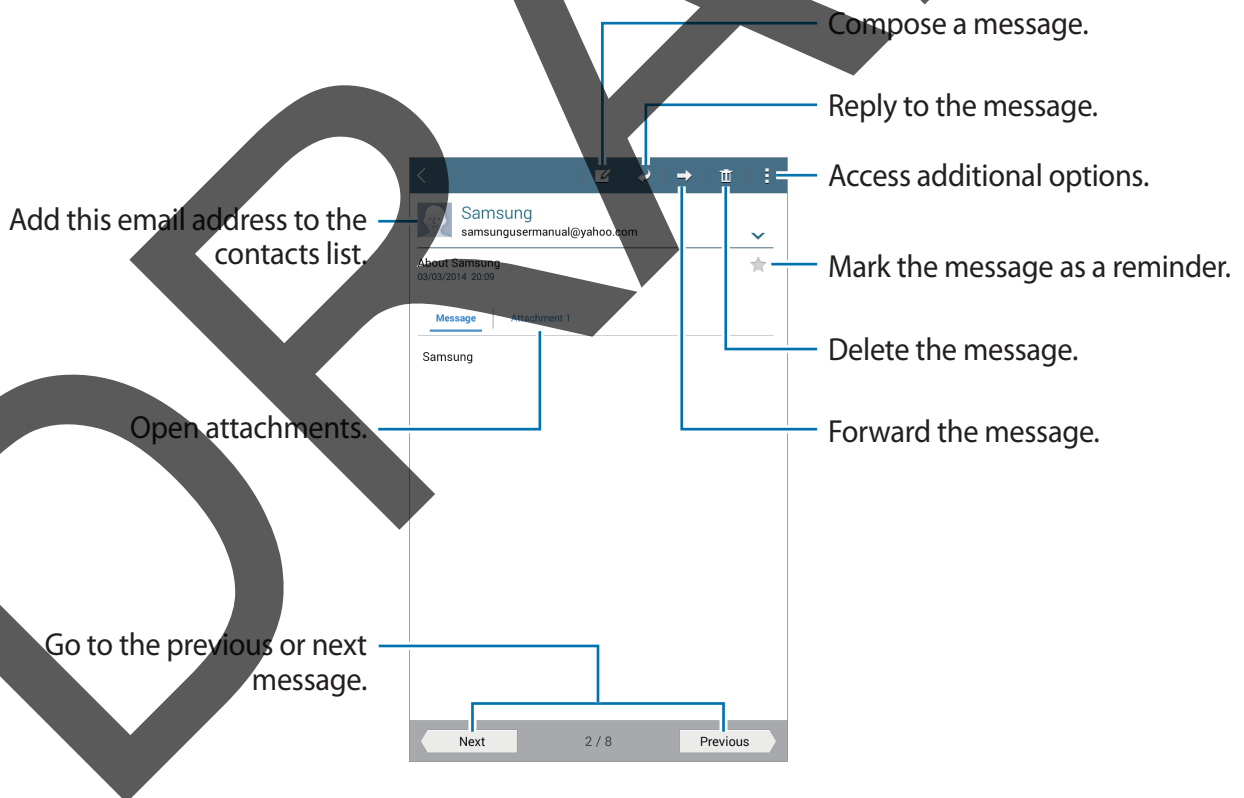 Compose a message.
Reply to the message.
Access additional options.
Add this email address to the
contacts list.
Samsung
samsungusermanual@yahoo.com
About Samsung
03/03/2014 20:09
Mark the message as a reminder.
Message
Attachment 1
Samsung
Delete the message.
Open attachments.
Forward the message.
Go to the previous or next
message.
Next
2 / 8
Previous
DRA